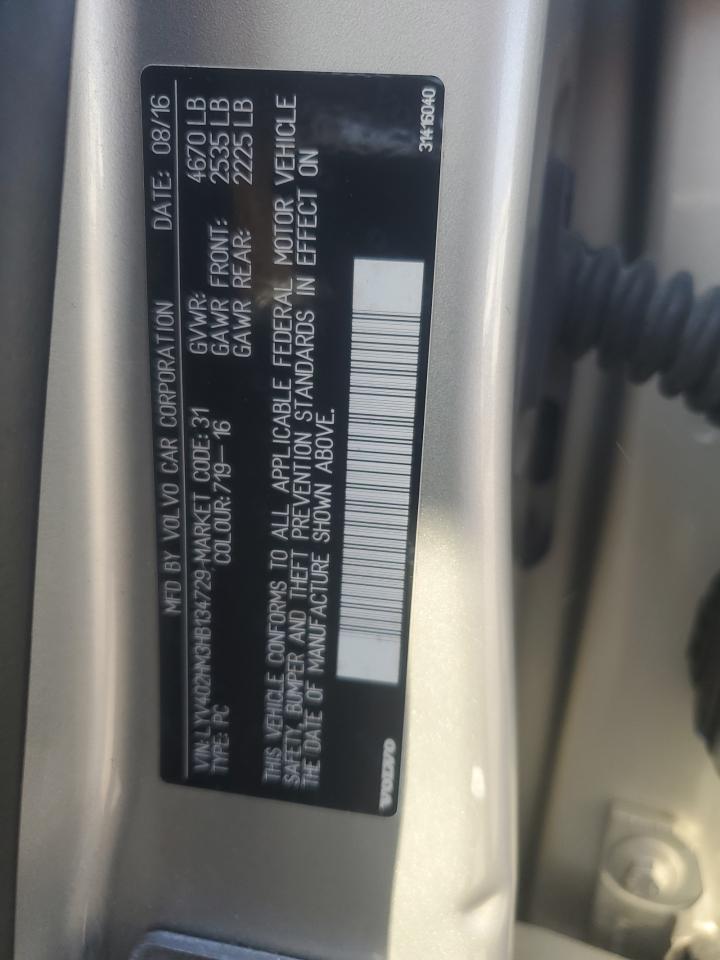 MFD BY VOLVO CAR CORPORATION DATE: 08/16
VIN: LYV402HM3HB134729 MARKET CODE: 31 GVWR: 4670 LB
TYPE: PC COLOUR: 719-16 GAWR FRONT: 2535 LB
GAWR REAR: 2225 LB
THIS VEHICLE CONFORMS TO ALL APPLICABLE FEDERAL MOTOR VEHICLE
SAFETY, BUMPER AND THEFT PREVENTION STANDARDS IN EFFECT ON
THE DATE OF MANUFACTURE SHOWN ABOVE.
VOLVO 31416040